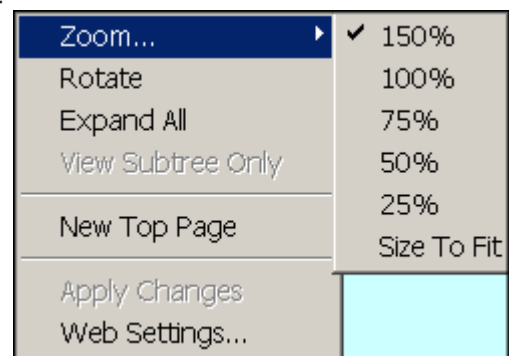 Zoom...
Rotate
Expand All
View Subtree Only
New Top Page
Apply Changes
Web Settings...
150%
100%
75%
50%
25%
Size To Fit